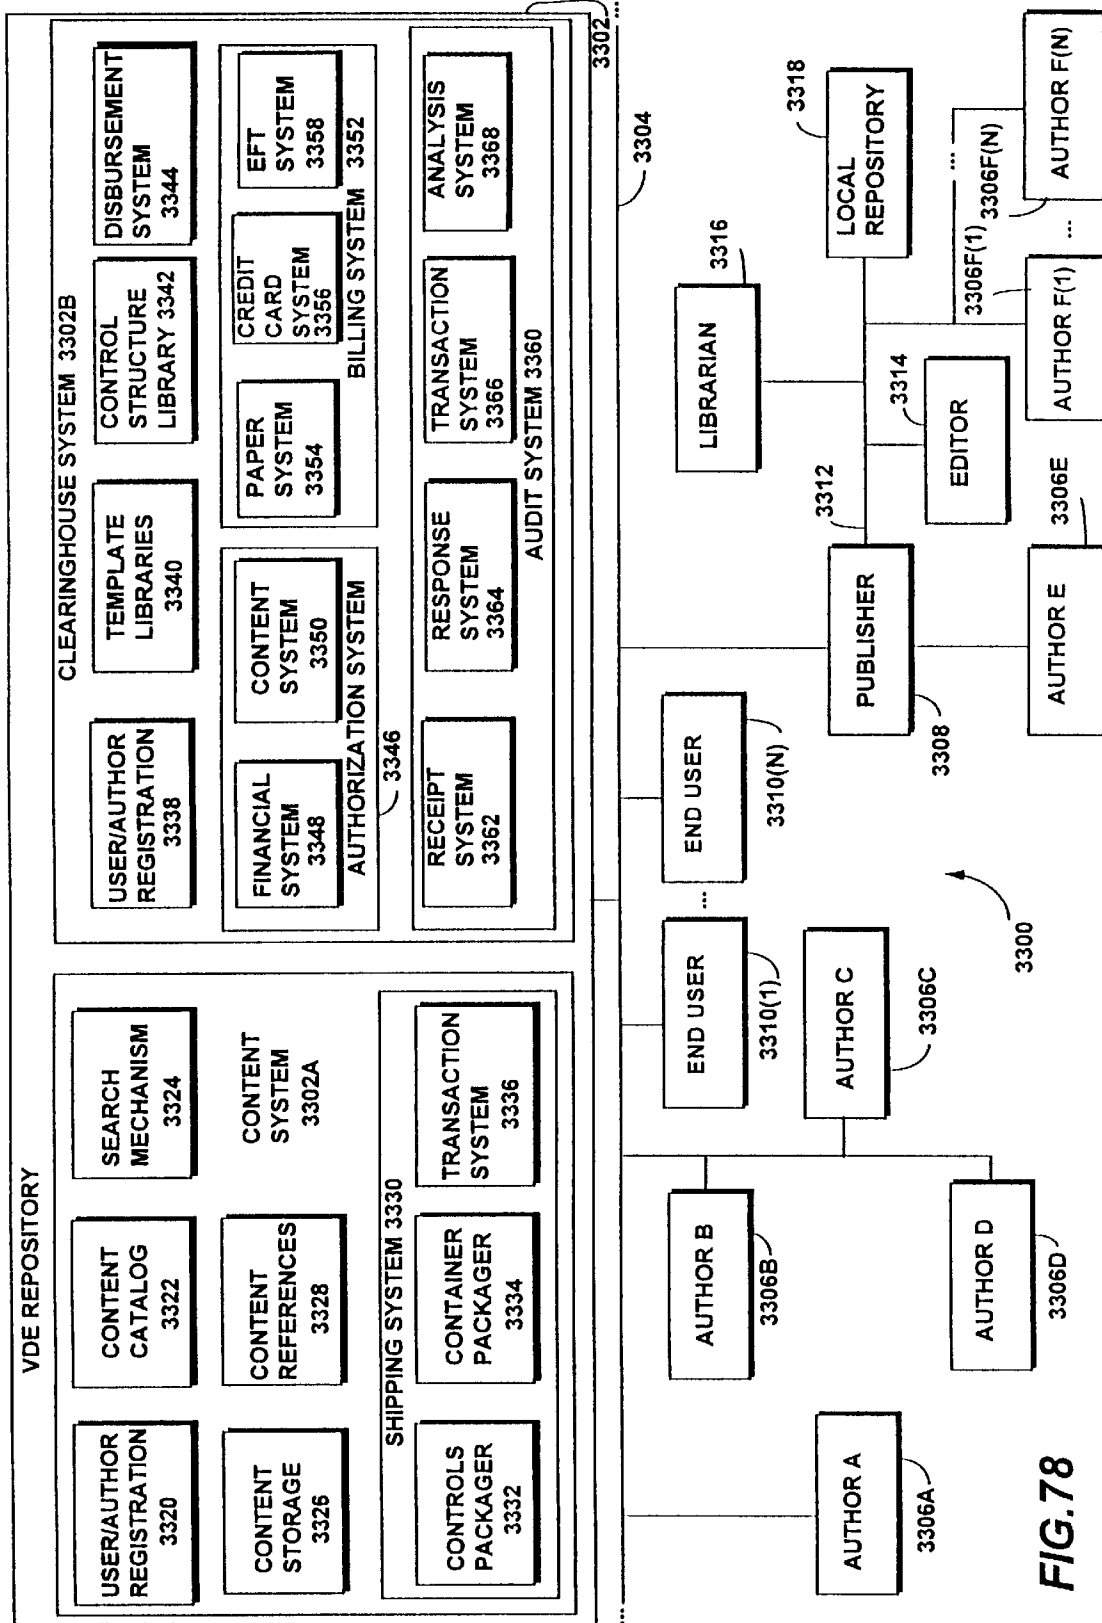 VDE REPOSITORY
USER/AUTHOR
REGISTRATION
3320
CONTENT
CATALOG
3322
SEARCH
MECHANISM
3324
CONTENT
STORAGE
3326
CONTENT
REFERENCES
3328
CONTENT
SYSTEM
3302A
SHIPPING SYSTEM 3330
CONTROLS
PACKAGER
3332
CONTAINER
PACKAGER
3334
TRANSACTION
SYSTEM
3336
CLEARINGHOUSE SYSTEM 3302B
USER/AUTHOR
REGISTRATION
3338
TEMPLATE
LIBRARIES
3340
CONTROL
STRUCTURE
LIBRARY 3342
DISBURSEMENT
SYSTEM
3344
FINANCIAL
SYSTEM
3348
CONTENT
SYSTEM
3350
AUTHORIZATION SYSTEM
3346
PAPER
SYSTEM
3354
CREDIT
CARD
SYSTEM
3356
EFT
SYSTEM
3358
BILLING SYSTEM 3352
RECEIPT
SYSTEM
3362
RESPONSE
SYSTEM
3364
TRANSACTION
SYSTEM
3366
ANALYSIS
SYSTEM
3368
AUDIT SYSTEM 3360
3302
...
...
3304
AUTHOR A
3306A
AUTHOR B
3306B
AUTHOR C
3306C
AUTHOR D
3306D
END USER
3310(1)
...
END USER
3310(N)
3300
PUBLISHER
3308
3312
LIBRARIAN
3316
LOCAL
REPOSITORY
3318
EDITOR
3314
AUTHOR E
3306E
AUTHOR F(1)
3306F(1)
...
...
AUTHOR F(N)
3306F(N)
FIG.78